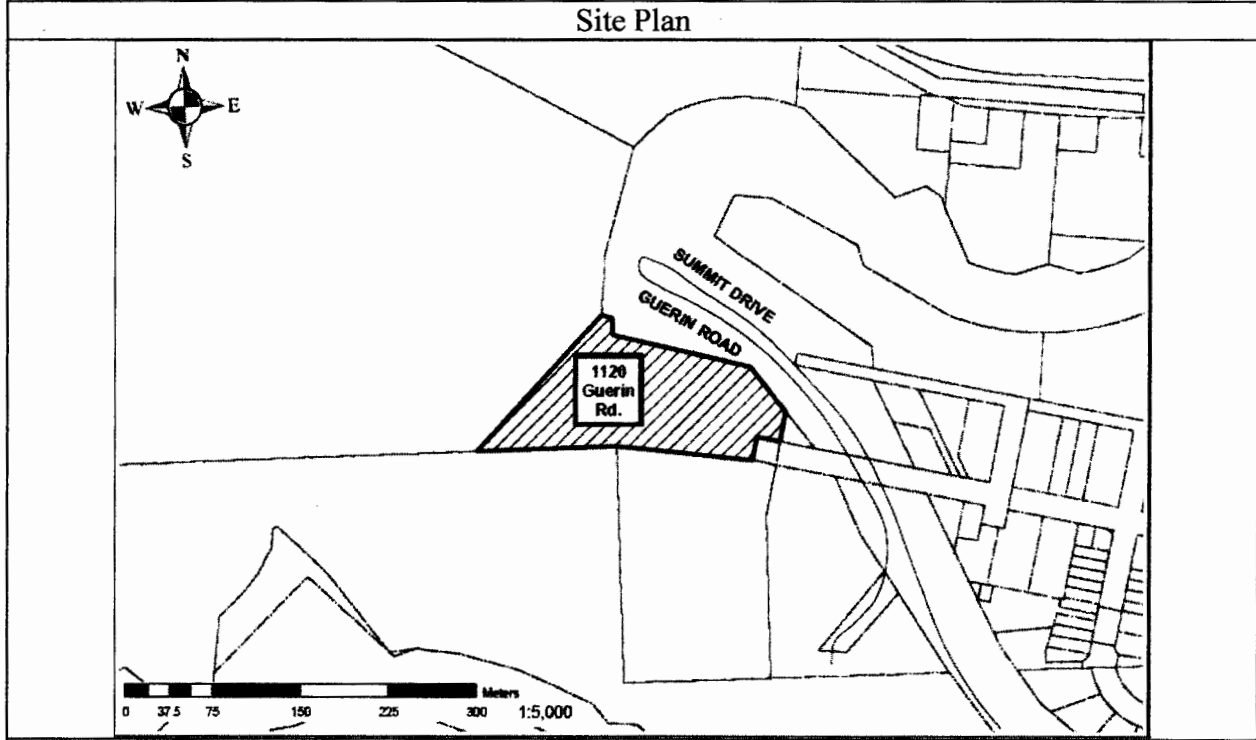 Site Plan
N
W E
S
SUMMIT DRIVE
GUERIN ROAD
1120
Guerin
Rd.
Meters
0 37.5 75 150 225 300 1:5,000